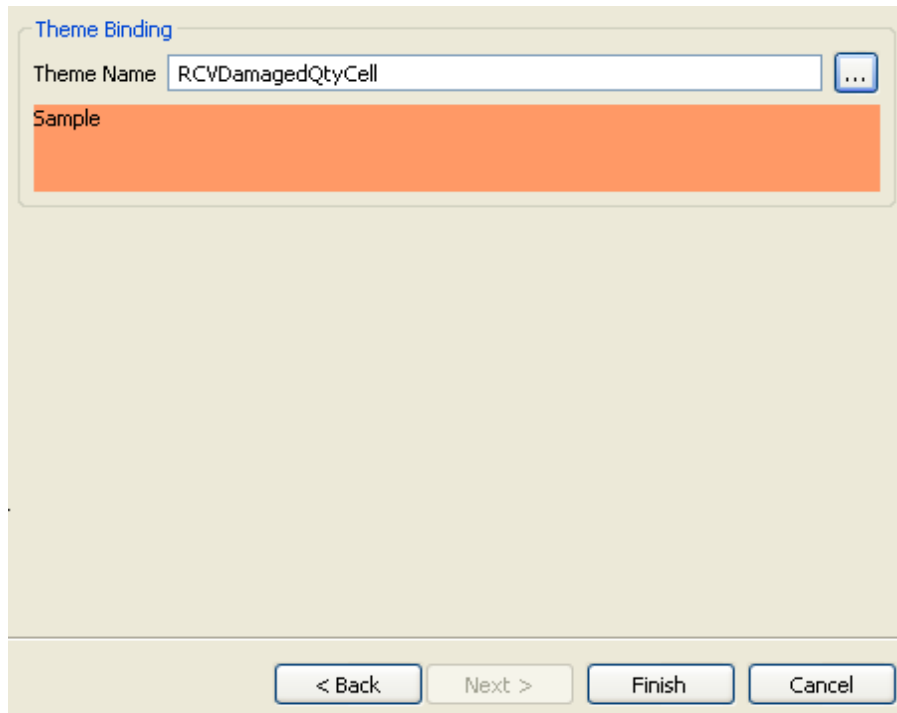 Theme Binding
Theme Name RCVDamagedQtyCell ...
Sample
< Back Next > Finish Cancel